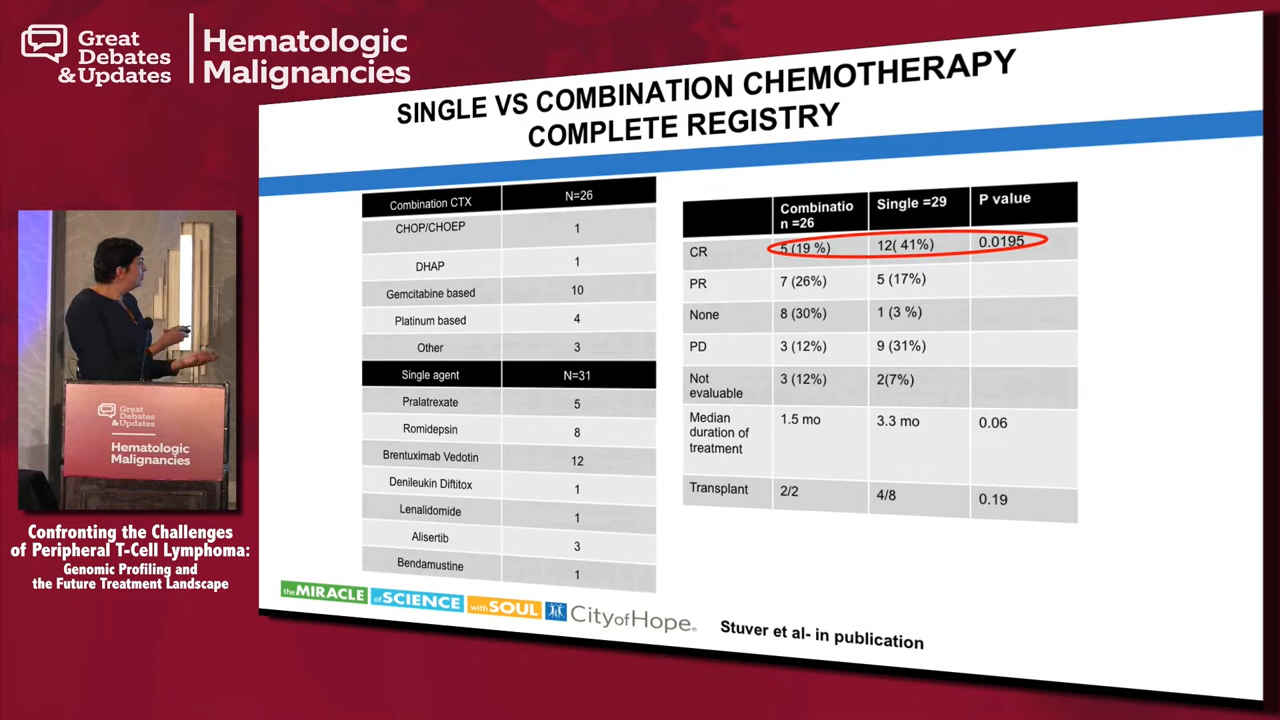 Great
Debates
& Updates
Hematologic
Malignancies
SINGLE VS COMBINATION CHEMOTHERAPY
COMPLETE REGISTRY
Combination CTX N=26
CHOP/CHOEP 1
DHAP 1
Gemcitabine based 10
Platinum based 4
Other 3
Single agent N=31
Pralatrexate 5
Romidepsin 8
Brentuximab Vedotin 12
Denileukin Diftitox 1
Lenalidomide 1
Alisertib 3
Bendamustine 1
Combinatio
n =26
Single =29
P value
CR 5 (19 %) 12( 41%) 0.0195
PR 7 (26%) 5 (17%)
None 8 (30%) 1 (3 %)
PD 3 (12%) 9 (31%)
Not
evaluable
3 (12%) 2(7%)
Median
duration of
treatment
1.5 mo 3.3 mo 0.06
Transplant 2/2 4/8 0.19
the MIRACLE of SCIENCE with SOUL City of Hope®
Stuver et al- in publication
Great
Debates
& Updates
Hematologic
Malignancies
Confronting the Challenges
of Peripheral T-Cell Lymphoma:
Genomic Profiling and
the Future Treatment Landscape